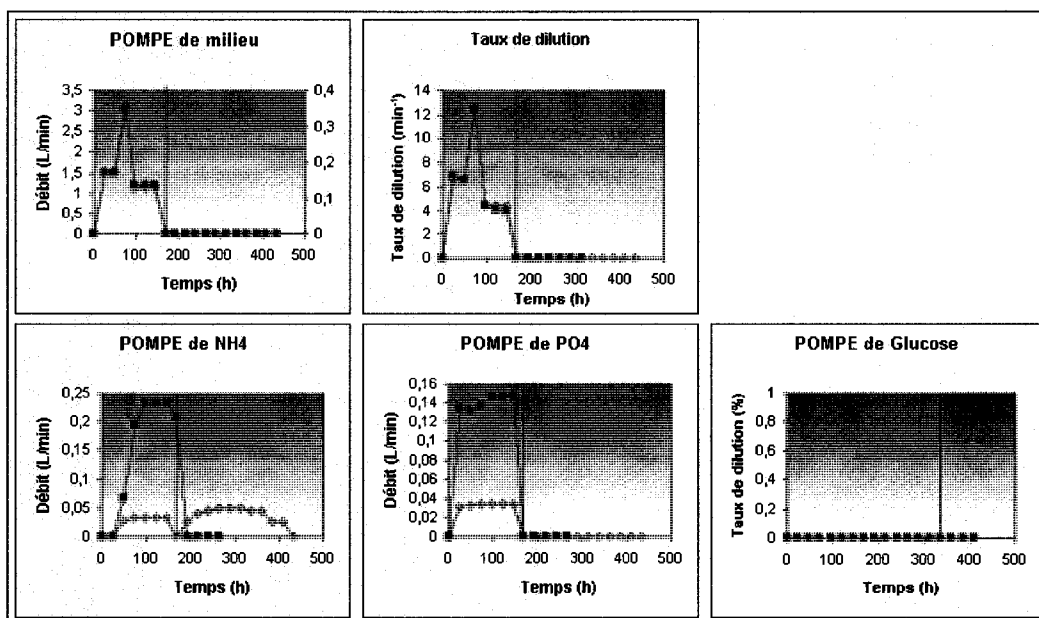 POMPE de milieu
Débit (L/min)
3,5
3
2,5
2
1,5
1
0,5
0
0,4
0,3
0,2
0,1
0
0 100 200 300 400 500
Temps (h)
Taux de dilution
Taux de dilution (min⁻¹)
14
12
10
8
6
4
2
0
0 100 200 300 400 500
Temps (h)
POMPE de NH4
Débit (L/min)
0,25
0,2
0,15
0,1
0,05
0
0 100 200 300 400 500
Temps (h)
POMPE de PO4
Débit (L/min)
0,16
0,14
0,12
0,1
0,08
0,06
0,04
0,02
0
0 100 200 300 400 500
Temps (h)
POMPE de Glucose
Taux de dilution (%)
1
0,8
0,6
0,4
0,2
0
0 100 200 300 400 500
Temps (h)